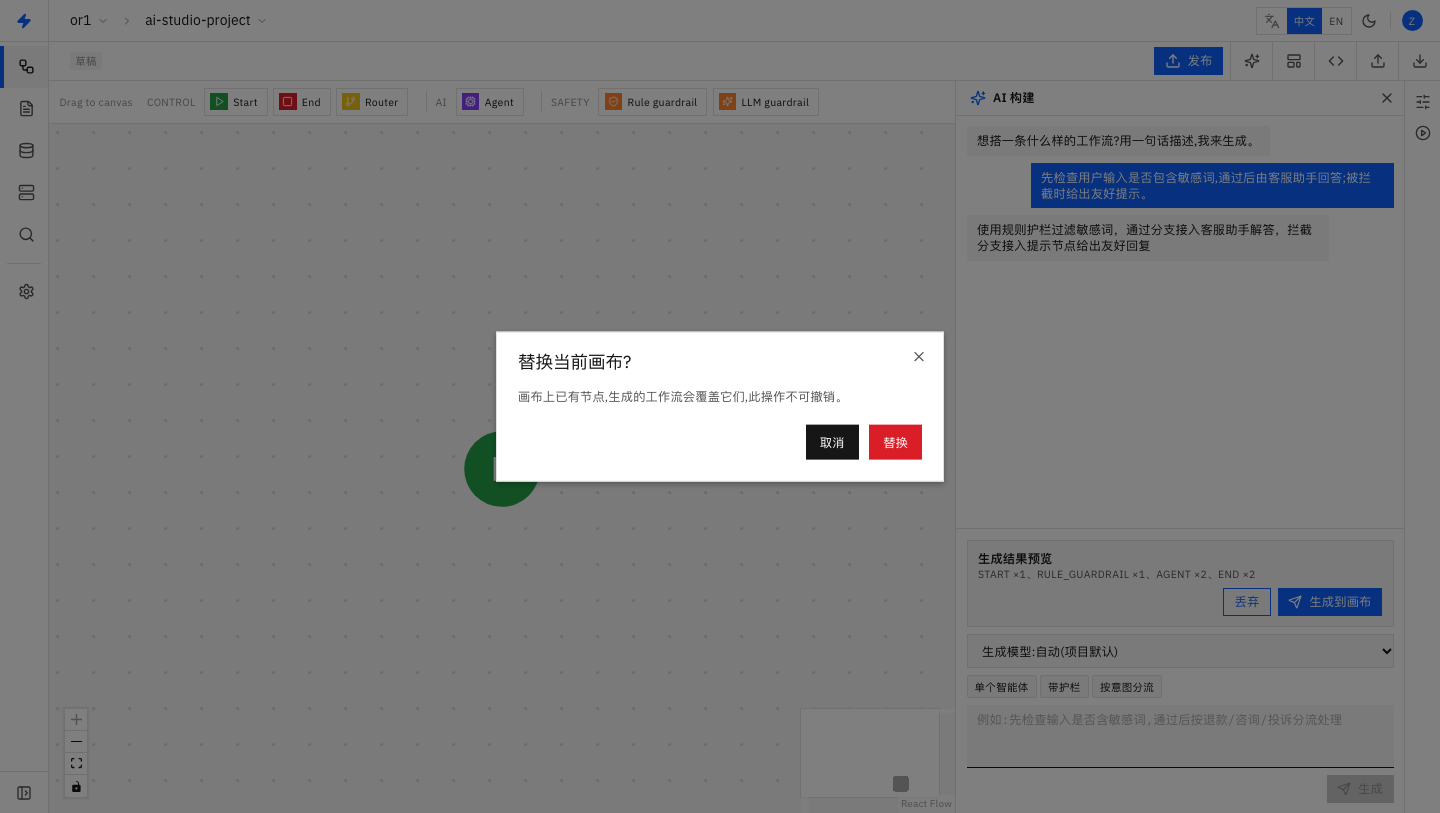 or1
ai-studio-project
中文
EN
Z
草稿
发布
Drag to canvas
CONTROL
Start
End
Router
AI
Agent
SAFETY
Rule guardrail
LLM guardrail
AI 构建
想搭一条什么样的工作流?用一句话描述,我来生成。
先检查用户输入是否包含敏感词,通过后由客服助手回答;被拦
截时给出友好提示。
使用规则护栏过滤敏感词，通过分支接入客服助手解答，拦截
分支接入提示节点给出友好回复
替换当前画布?
画布上已有节点,生成的工作流会覆盖它们,此操作不可撤销。
取消
替换
生成结果预览
START ×1、RULE_GUARDRAIL ×1、AGENT ×2、END ×2
丢弃
生成到画布
生成模型:自动(项目默认)
单个智能体
带护栏
按意图分流
例如:先检查输入是否含敏感词,通过后按退款/咨询/投诉分流处理
生成
React Flow